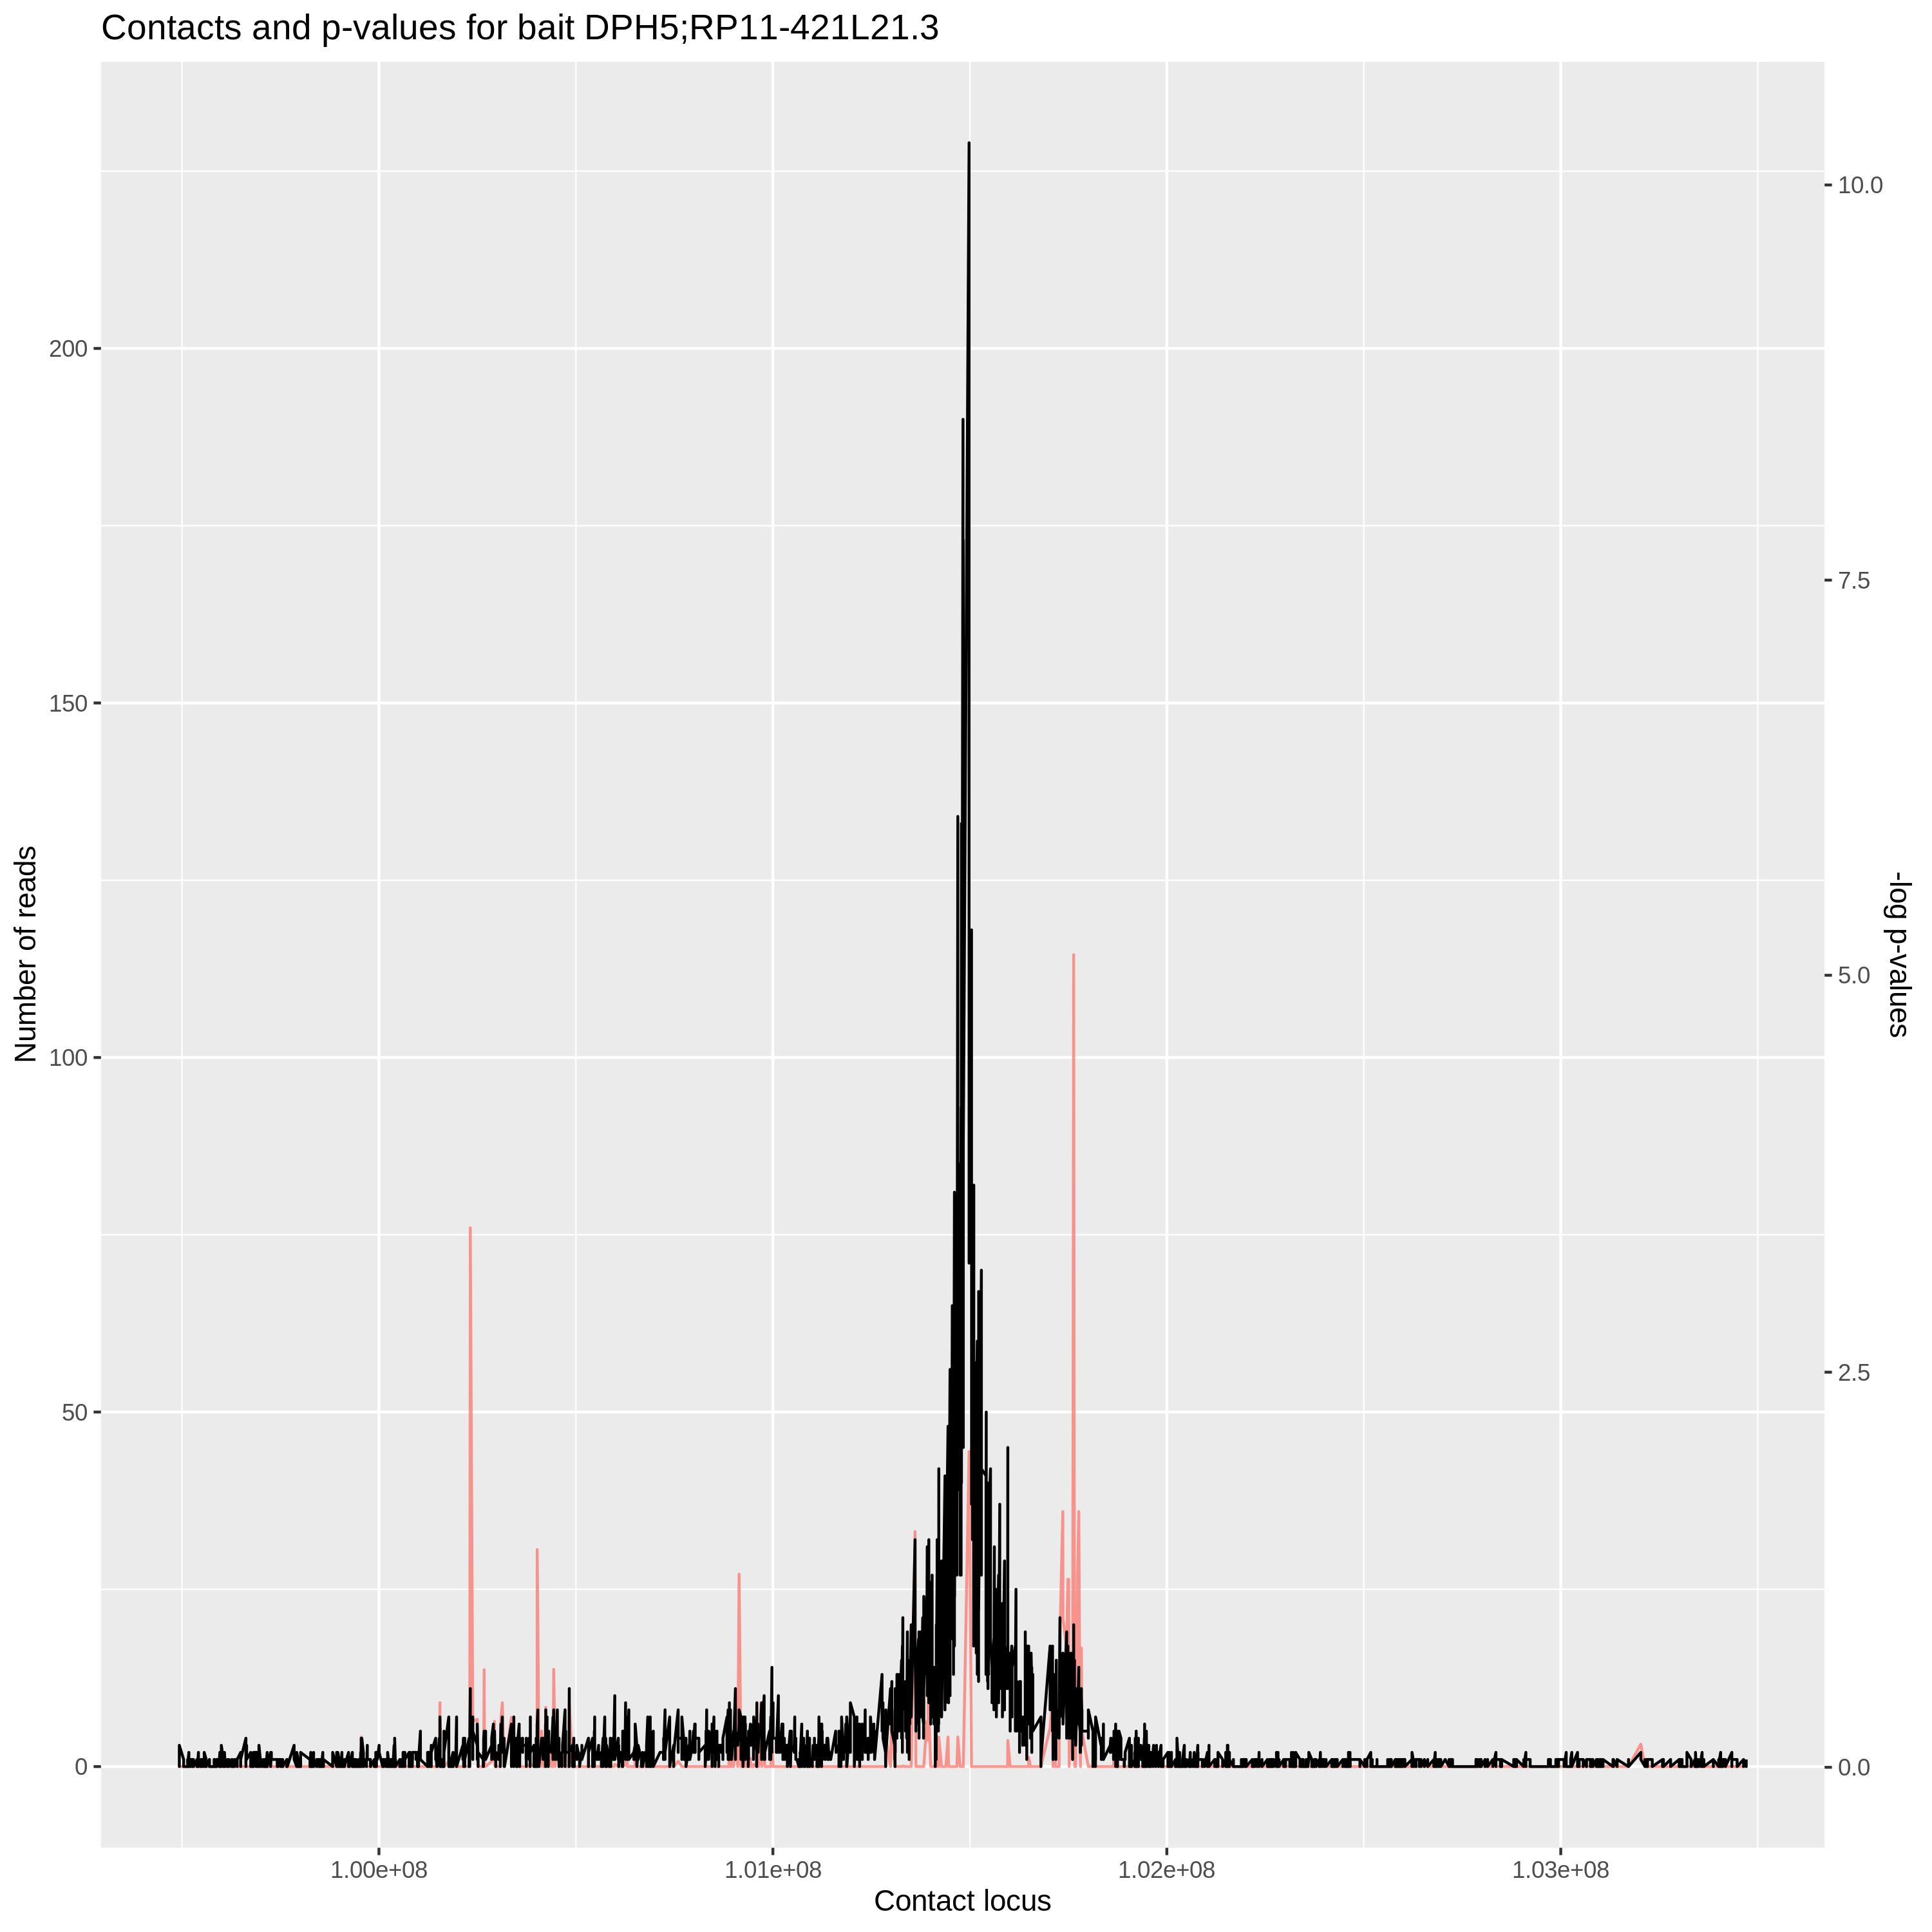 Contacts and p-values for bait DPH5;RP11-421L21.3
Number of reads
200
150
100
50
0
10.0
7.5
5.0
2.5
0.0
-log p-values
1.00e+08
1.01e+08
1.02e+08
1.03e+08
Contact locus